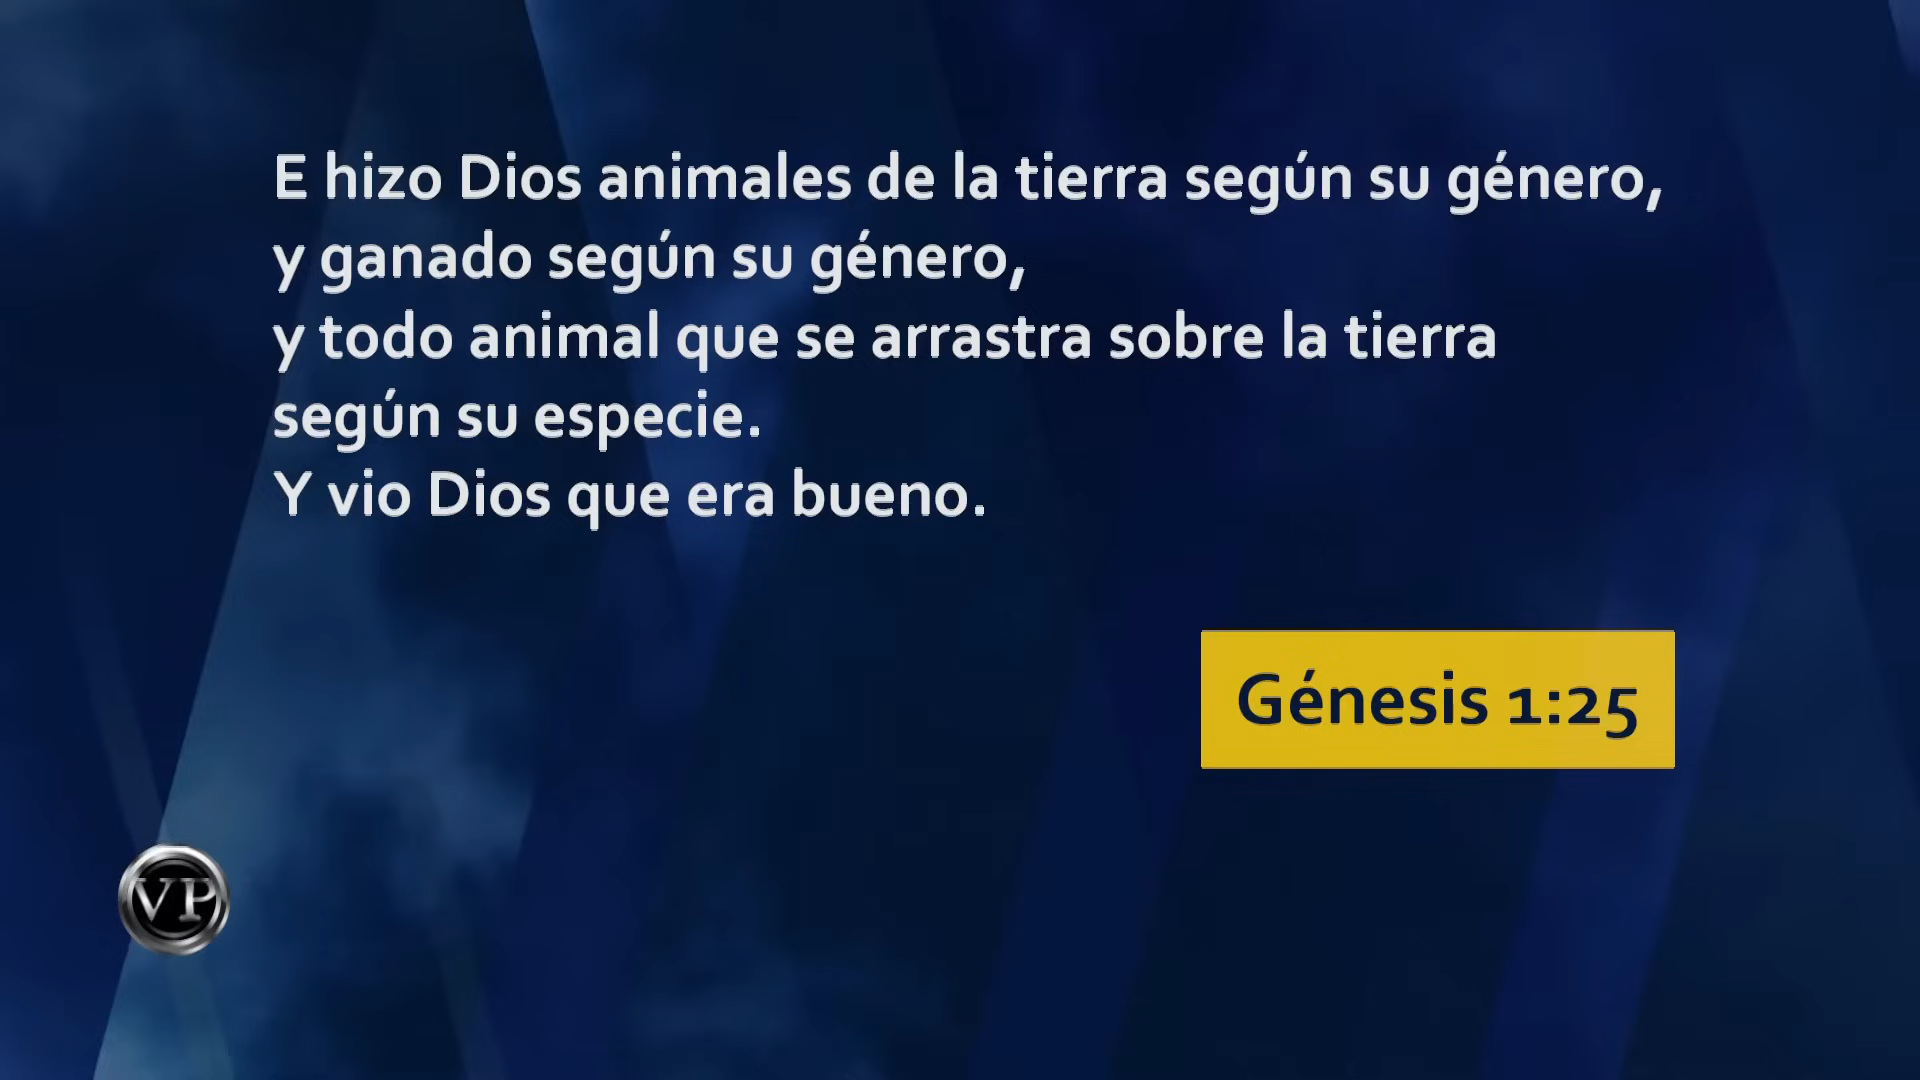 E hizo Dios animales de la tierra según su género,
y ganado según su género,
y todo animal que se arrastra sobre la tierra
según su especie.
Y vio Dios que era bueno.
Génesis 1:25
VP